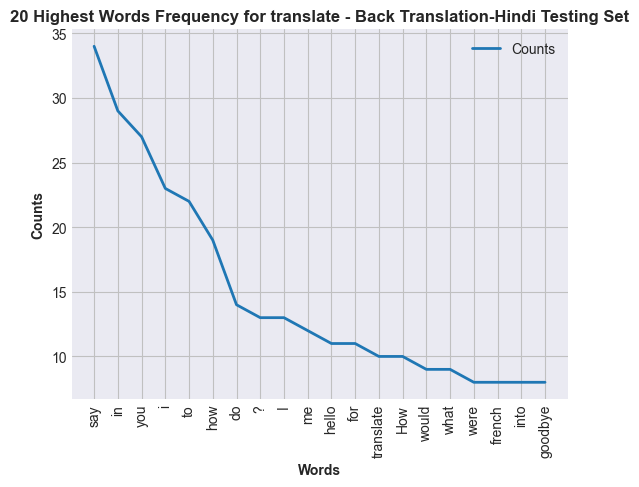 20 Highest Words Frequency for translate - Back Translation-Hindi Testing Set
Counts
35
30
25
20
15
10
Counts
say
in
you
i
to
how
do
?
I
me
hello
for
translate
How
would
what
were
french
into
goodbye
Words